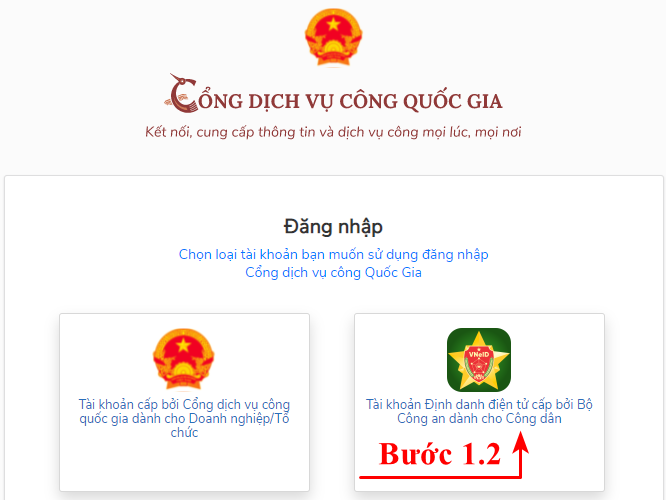 CỔNG DỊCH VỤ CÔNG QUỐC GIA
Kết nối, cung cấp thông tin và dịch vụ công mọi lúc, mọi nơi
Đăng nhập
Chọn loại tài khoản bạn muốn sử dụng đăng nhập
Cổng dịch vụ công Quốc Gia
Tài khoản cấp bởi Cổng dịch vụ công
quốc gia dành cho Doanh nghiệp/Tổ
chức
VNeID
Tài khoản Định danh điện tử cấp bởi Bộ
Công an dành cho Công dân
Bước 1.2